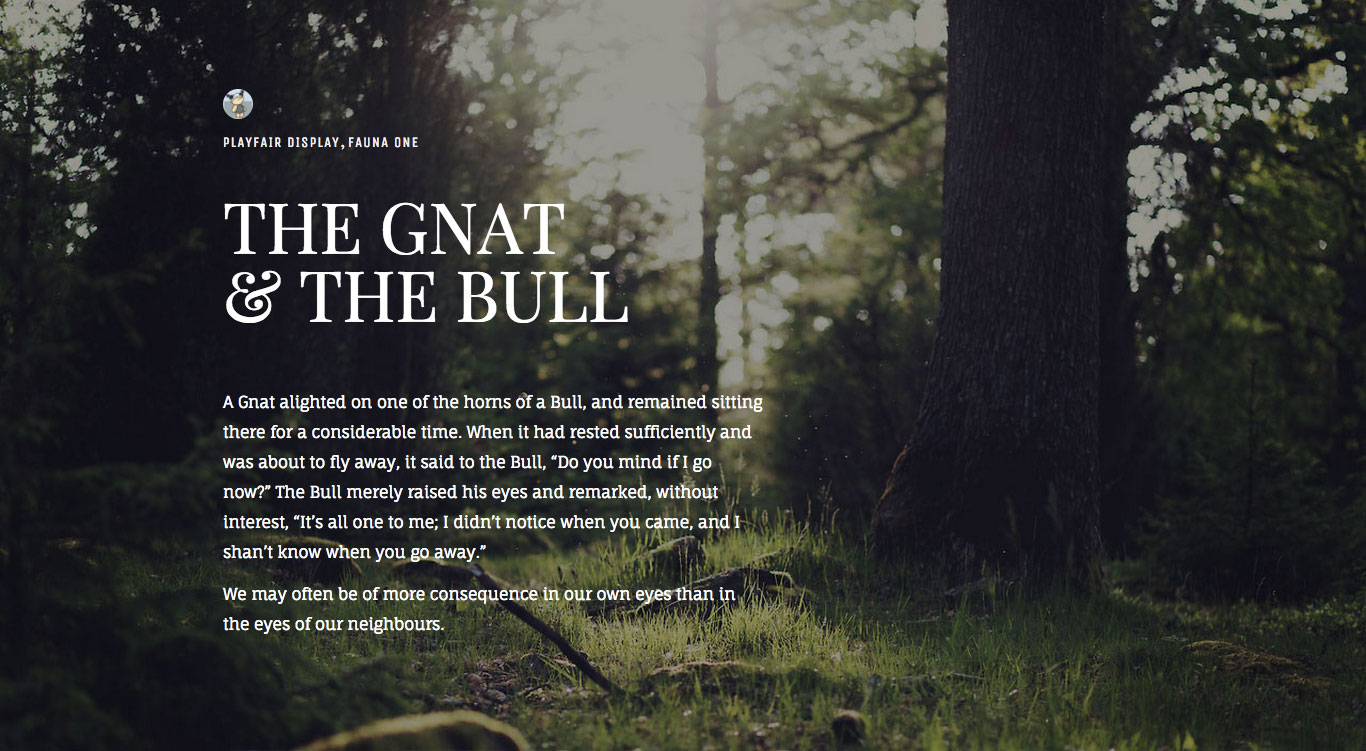 PLAYFAIR DISPLAY, FAUNA ONE
THE GNAT
& THE BULL
A Gnat alighted on one of the horns of a Bull, and remained sitting
there for a considerable time. When it had rested sufficiently and
was about to fly away, it said to the Bull, “Do you mind if I go
now?” The Bull merely raised his eyes and remarked, without
interest, “It’s all one to me; I didn’t notice when you came, and I
shan’t know when you go away.”
We may often be of more consequence in our own eyes than in
the eyes of our neighbours.